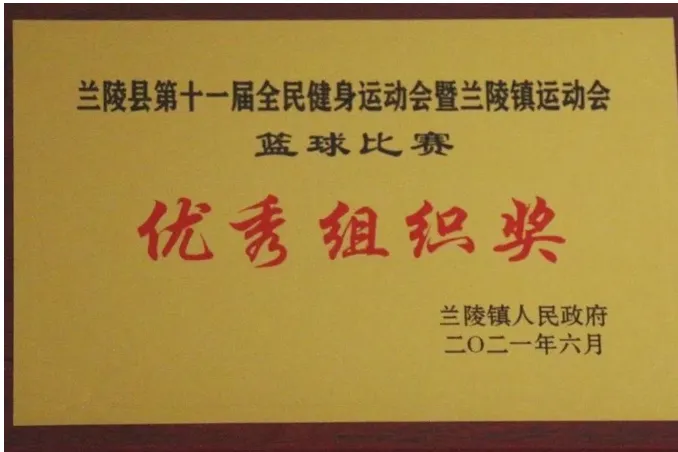 兰陵县第十一届全民健身运动会暨兰陵镇运动会
篮球比赛
优秀组织奖
兰陵镇人民政府
二〇二一年六月